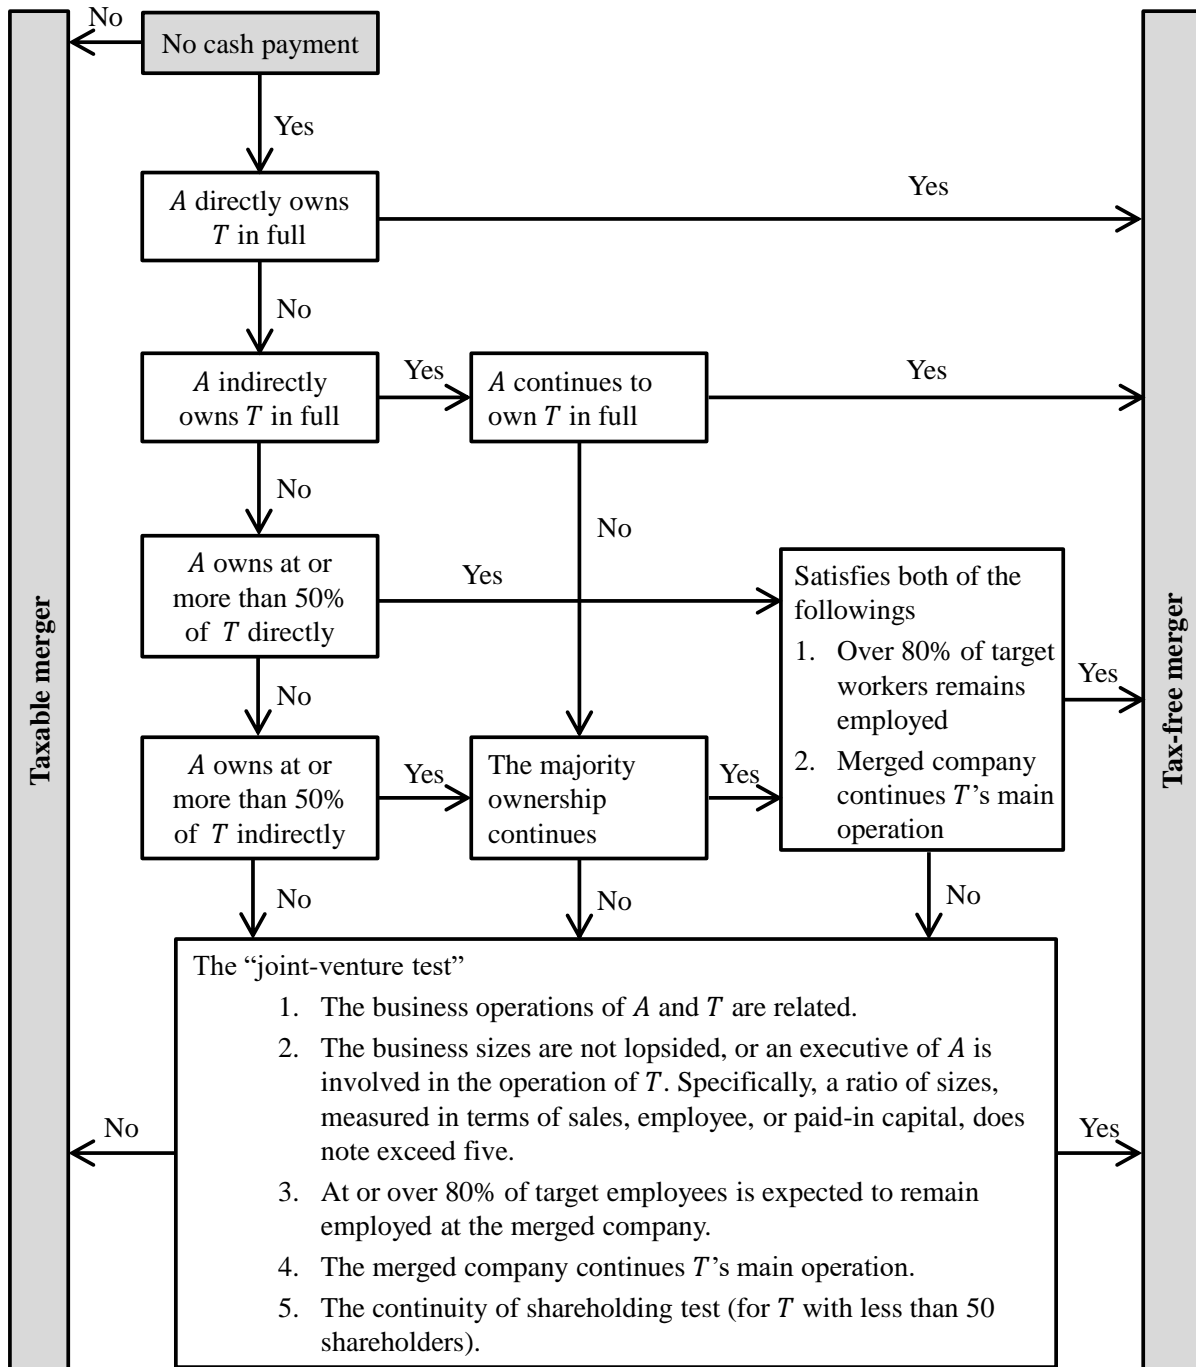 No
No cash payment
Yes
A directly owns
T in full
Yes
No
A indirectly
owns T in full
Yes
A continues to
own T in full
Yes
No
No
A owns at or
more than 50%
of T directly
Yes
Satisfies both of the
followings
1. Over 80% of target
workers remains
employed
2. Merged company
continues T’s main
operation
Yes
No
A owns at or
more than 50%
of T indirectly
Yes
The majority
ownership
continues
Yes
No
No
No
The “joint-venture test”
1. The business operations of A and T are related.
2. The business sizes are not lopsided, or an executive of A is
involved in the operation of T. Specifically, a ratio of sizes,
measured in terms of sales, employee, or paid-in capital, does
note exceed five.
3. At or over 80% of target employees is expected to remain
employed at the merged company.
4. The merged company continues T’s main operation.
5. The continuity of shareholding test (for T with less than 50
shareholders).
No
Yes
Taxable merger
Tax-free merger